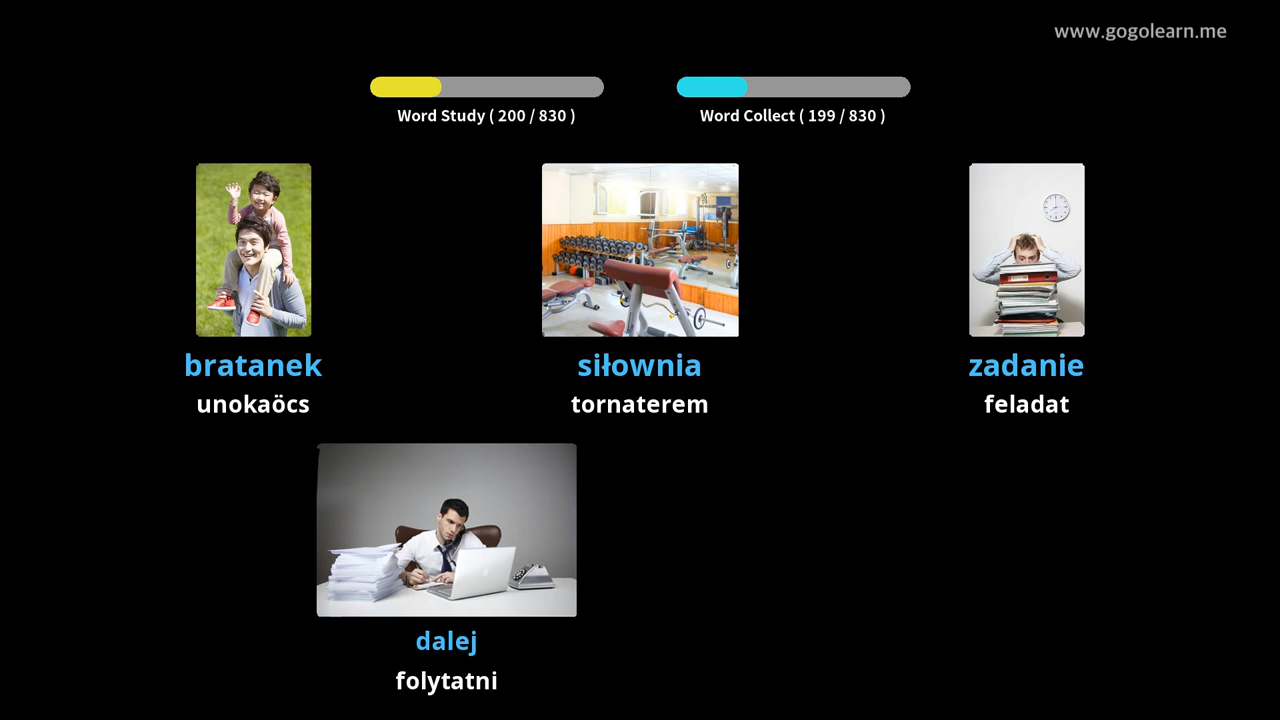 www.gogolearn.me
Word Study ( 200 / 830 )
Word Collect ( 199 / 830 )
bratanek
unokaöcs
siłownia
tornaterem
zadanie
feladat
dalej
folytatni